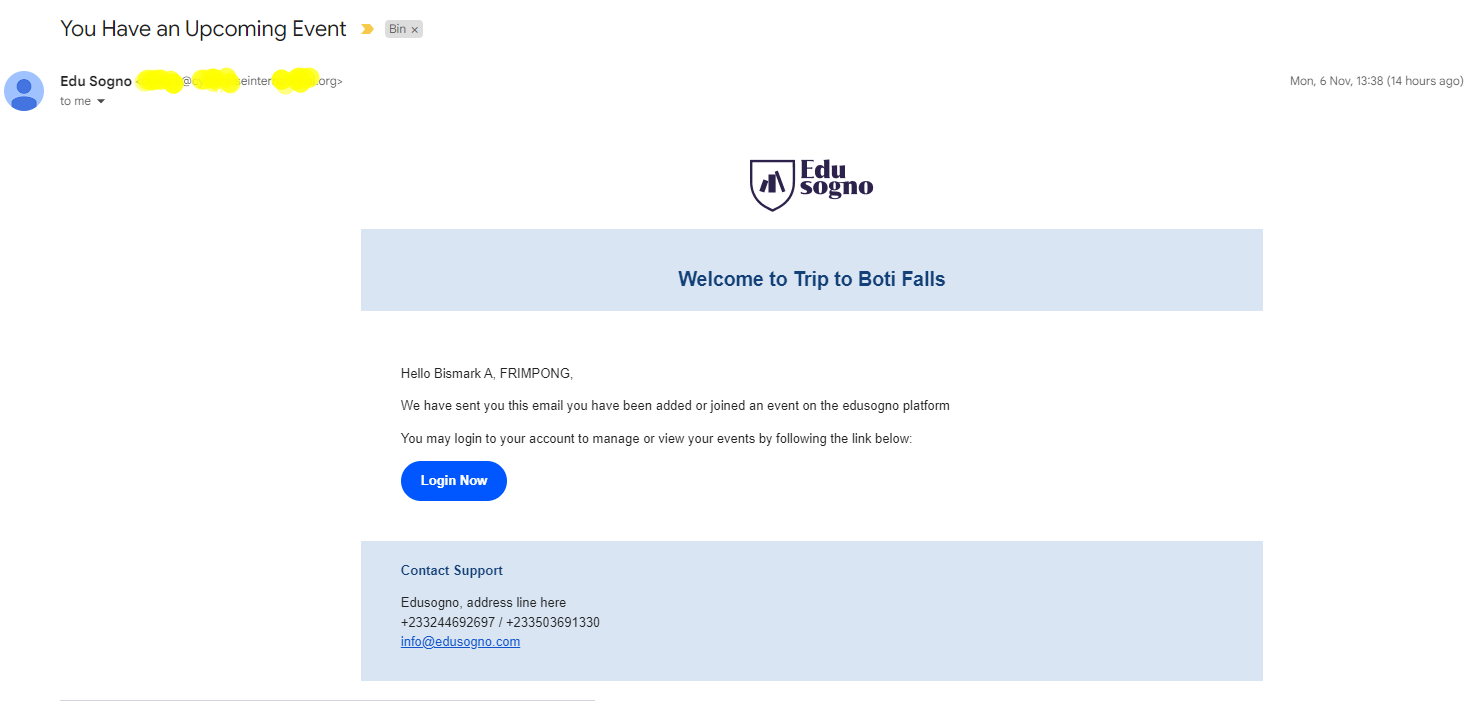 You Have an Upcoming Event Bin ×
Edu Sogno @ seinter .org>
to me
Mon, 6 Nov, 13:38 (14 hours ago)
Edu
sogno
Welcome to Trip to Boti Falls
Hello Bismark A, FRIMPONG,
We have sent you this email you have been added or joined an event on the edusogno platform
You may login to your account to manage or view your events by following the link below:
Login Now
Contact Support
Edusogno, address line here
+233244692697 / +233503691330
info@edusogno.com